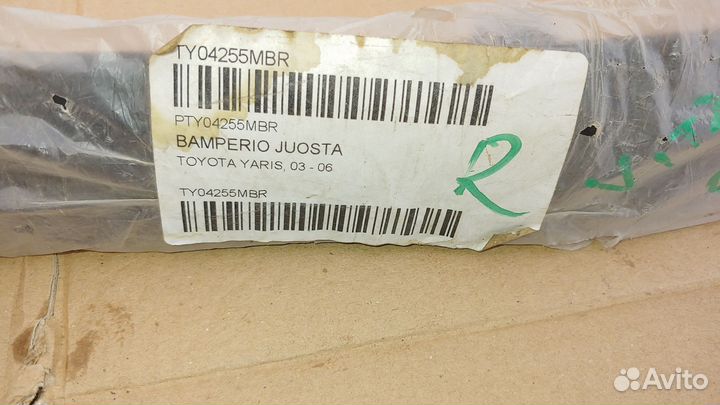 TY04255MBR
PTY04255MBR
BAMPERIO JUOSTA
TOYOTA YARIS, 03 - 06
TY04255MBR
R
Avito